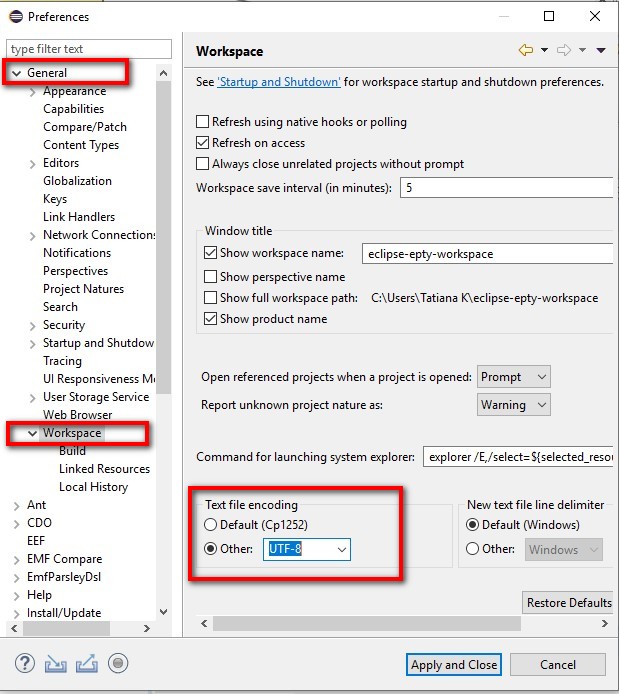 Preferences
type filter text
General
Appearance
Capabilities
Compare/Patch
Content Types
Editors
Globalization
Keys
Link Handlers
Network Connections
Notifications
Perspectives
Project Natures
Search
Security
Startup and Shutdow
Tracing
UI Responsiveness Mo
User Storage Service
Web Browser
Workspace
Build
Linked Resources
Local History
Ant
CDO
EEF
EMF Compare
EmfParsleyDsl
Help
Install/Update
Workspace
See 'Startup and Shutdown' for workspace startup and shutdown preferences.
Refresh using native hooks or polling
Refresh on access
Always close unrelated projects without prompt
Workspace save interval (in minutes): 5
Window title
Show workspace name: eclipse-epty-workspace
Show perspective name
Show full workspace path: C:\Users\Tatiana K\eclipse-epty-workspace
Show product name
Open referenced projects when a project is opened: Prompt
Report unknown project nature as: Warning
Command for launching system explorer: explorer /E,/select=${selected_resou
Text file encoding
Default (Cp1252)
Other: UTF-8
New text file line delimiter
Default (Windows)
Other: Windows
Restore Defaults
Apply and Close
Cancel